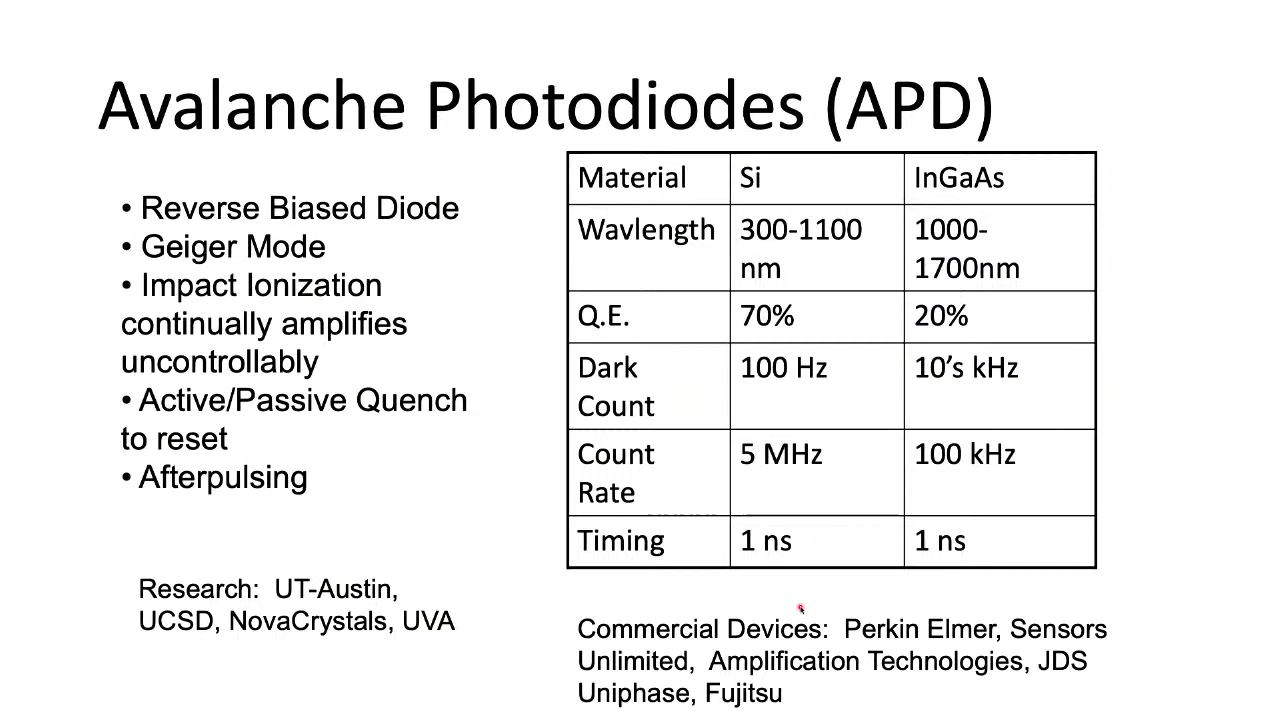 Avalanche Photodiodes (APD)
• Reverse Biased Diode
• Geiger Mode
• Impact Ionization
continually amplifies
uncontrollably
• Active/Passive Quench
to reset
• Afterpulsing
Research: UT-Austin,
UCSD, NovaCrystals, UVA
Material Si InGaAs
Wavlength 300-1100 1000-
nm 1700nm
Q.E. 70% 20%
Dark 100 Hz 10’s kHz
Count
Count 5 MHz 100 kHz
Rate
Timing 1 ns 1 ns
Commercial Devices: Perkin Elmer, Sensors
Unlimited, Amplification Technologies, JDS
Uniphase, Fujitsu